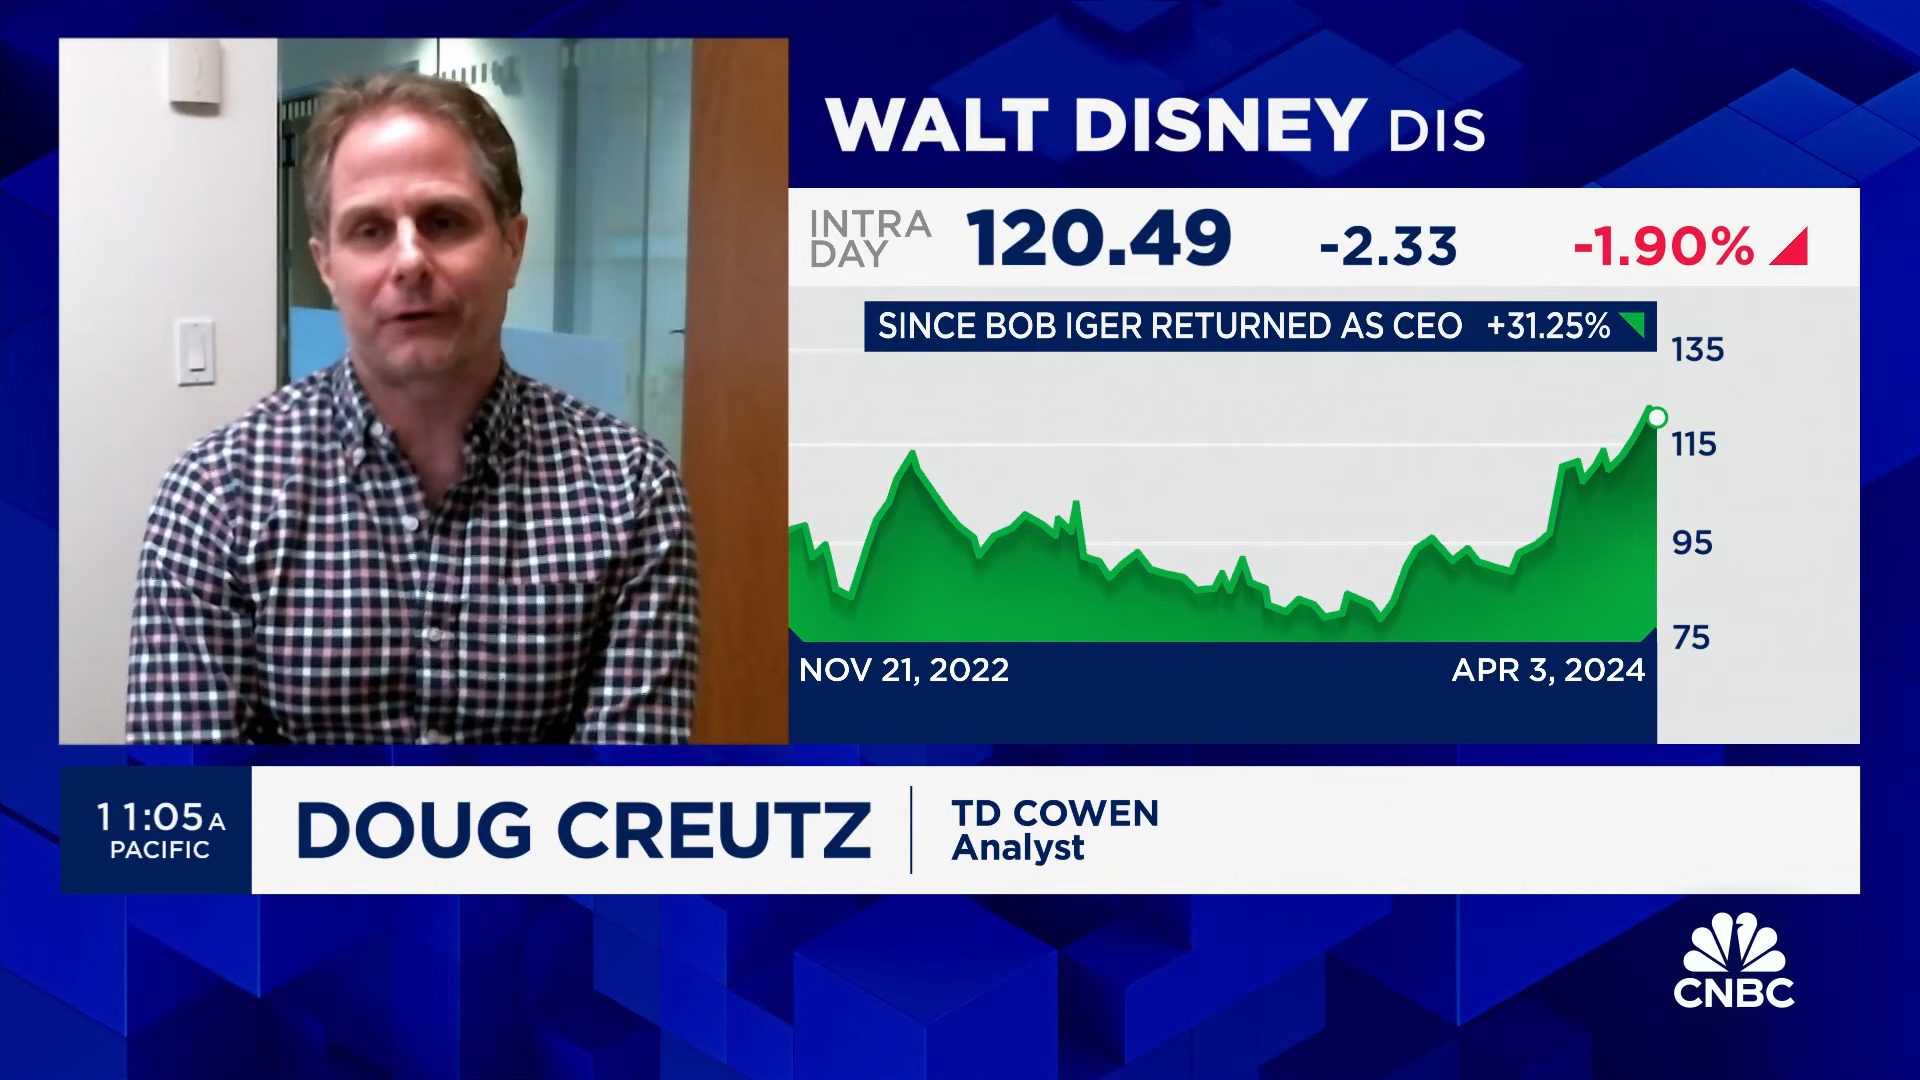 WALT DISNEY DIS
INTRA DAY 120.49 -2.33 -1.90%
SINCE BOB IGER RETURNED AS CEO +31.25%
135
115
95
75
NOV 21, 2022 APR 3, 2024
11:05 A
PACIFIC
DOUG CREUTZ
TD COWEN
Analyst
CNBC